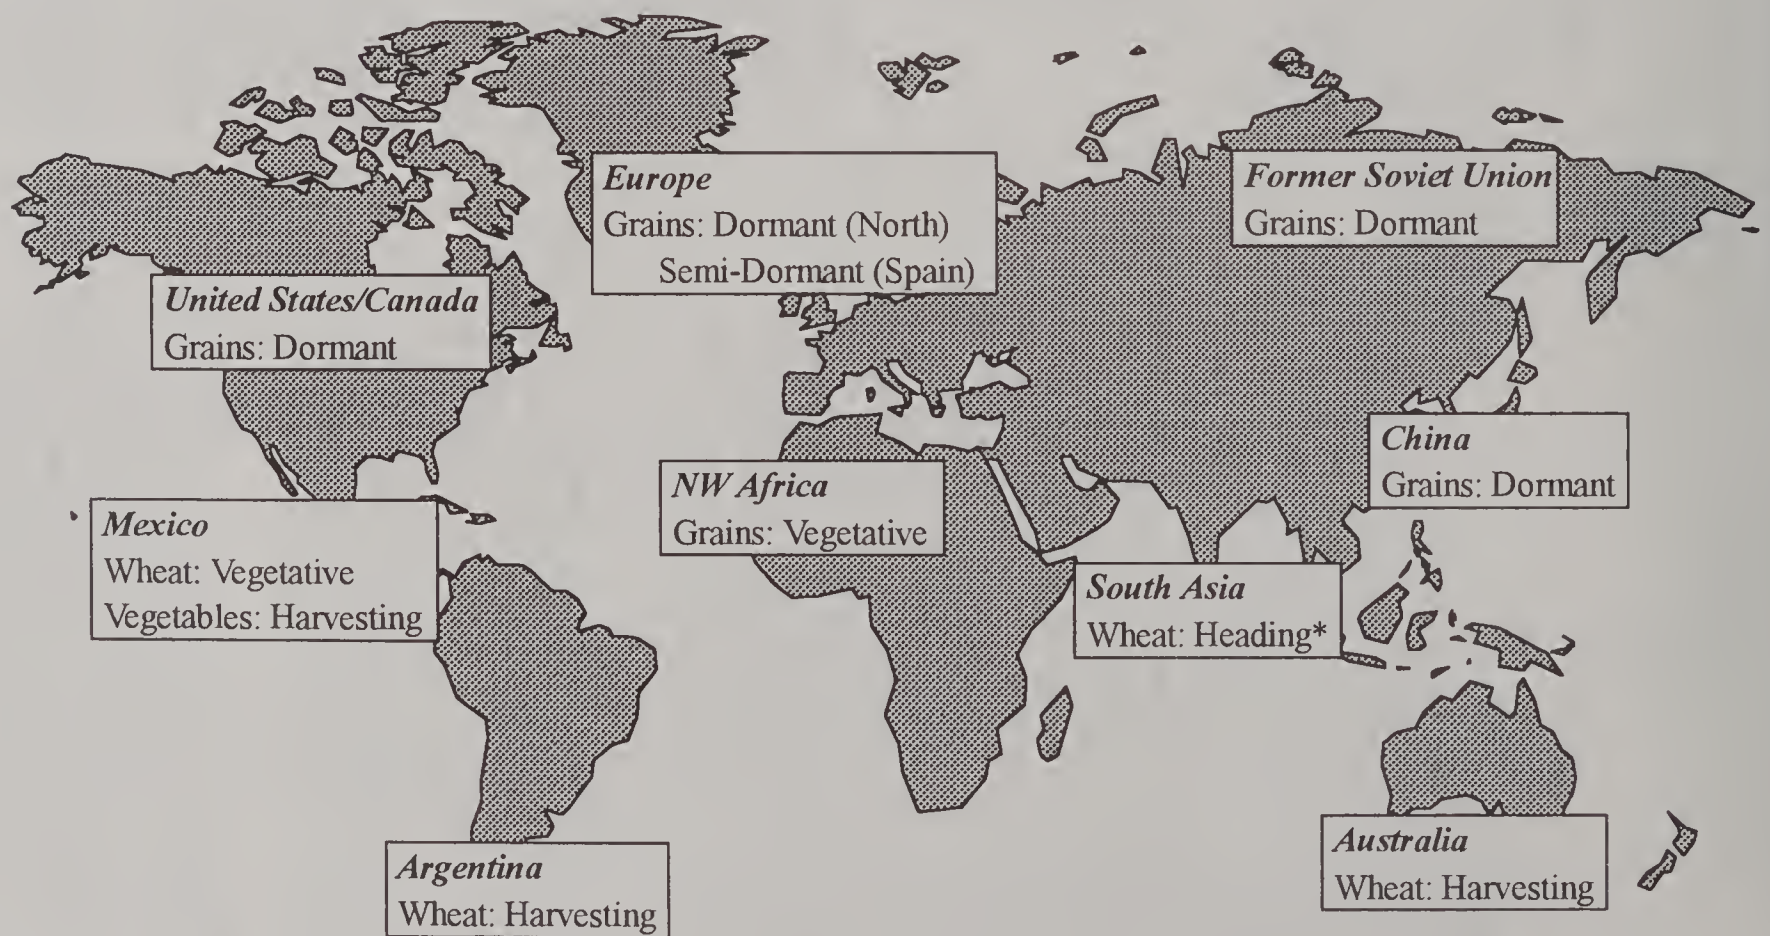 Europe
Grains: Dormant (North)
Semi-Dormant (Spain)
Former Soviet Union
Grains: Dormant
United States/Canada
Grains: Dormant
China
Grains: Dormant
NW Africa
Grains: Vegetative
Mexico
Wheat: Vegetative
Vegetables: Harvesting
South Asia
Wheat: Heading*
Argentina
Wheat: Harvesting
Australia
Wheat: Harvesting